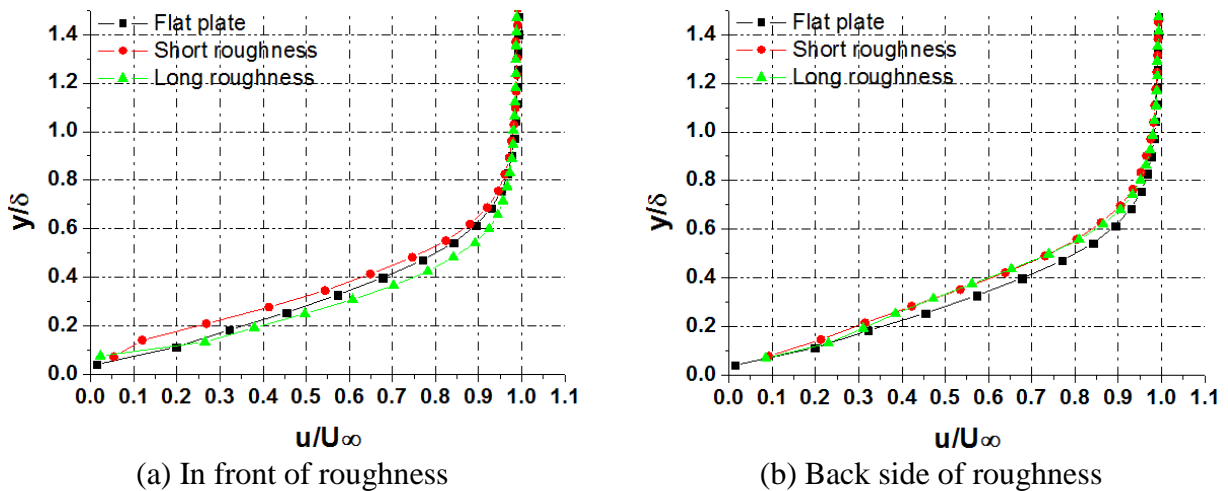 Flat plate
Short roughness
Long roughness
1.4
1.2
1.0
0.8
0.6
0.4
0.2
0.0
y/δ
0.0 0.1 0.2 0.3 0.4 0.5 0.6 0.7 0.8 0.9 1.0 1.1
u/U∞
(a) In front of roughness
Flat plate
Short roughness
Long roughness
1.4
1.2
1.0
0.8
0.6
0.4
0.2
0.0
y/δ
0.0 0.1 0.2 0.3 0.4 0.5 0.6 0.7 0.8 0.9 1.0 1.1
u/U∞
(b) Back side of roughness